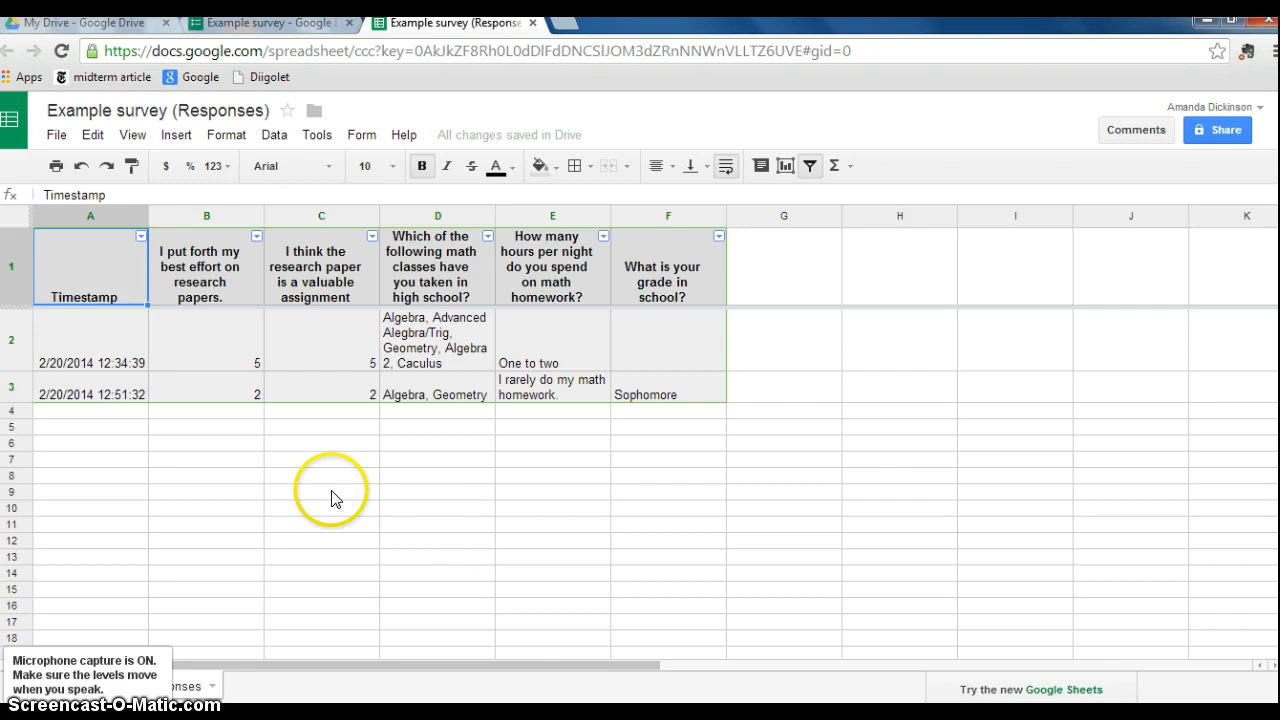 My Drive - Google Drive
Example survey - Google
Example survey (Response
https://docs.google.com/spreadsheet/ccc?key=0AkJkZF8Rh0L0dDlFdDNCSlJOM3dZRnNNWnVLLTZ6UVE#gid=0
Apps
midterm article
Google
Diigolet
Example survey (Responses)
Amanda Dickinson
File Edit View Insert Format Data Tools Form Help All changes saved in Drive
Comments
Share
$ % 123 Arial 10 B I S A Σ
fx Timestamp
A B C D E F G H I J K
1
Timestamp
I put forth my
best effort on
research
papers.
I think the
research paper
is a valuable
assignment
Which of the
following math
classes have
you taken in
high school?
How many
hours per night
do you spend
on math
homework?
What is your
grade in
school?
2
2/20/2014 12:34:39
5
5
Algebra, Advanced
Alegbra/Trig,
Geometry, Algebra
2, Caculus
One to two
3
2/20/2014 12:51:32
2
2
Algebra, Geometry
I rarely do my math
homework.
Sophomore
4
5
6
7
8
9
10
11
12
13
14
15
16
17
18
Microphone capture is ON.
Make sure the levels move
when you speak.
onses
Try the new Google Sheets
Screencast-O-Matic.com